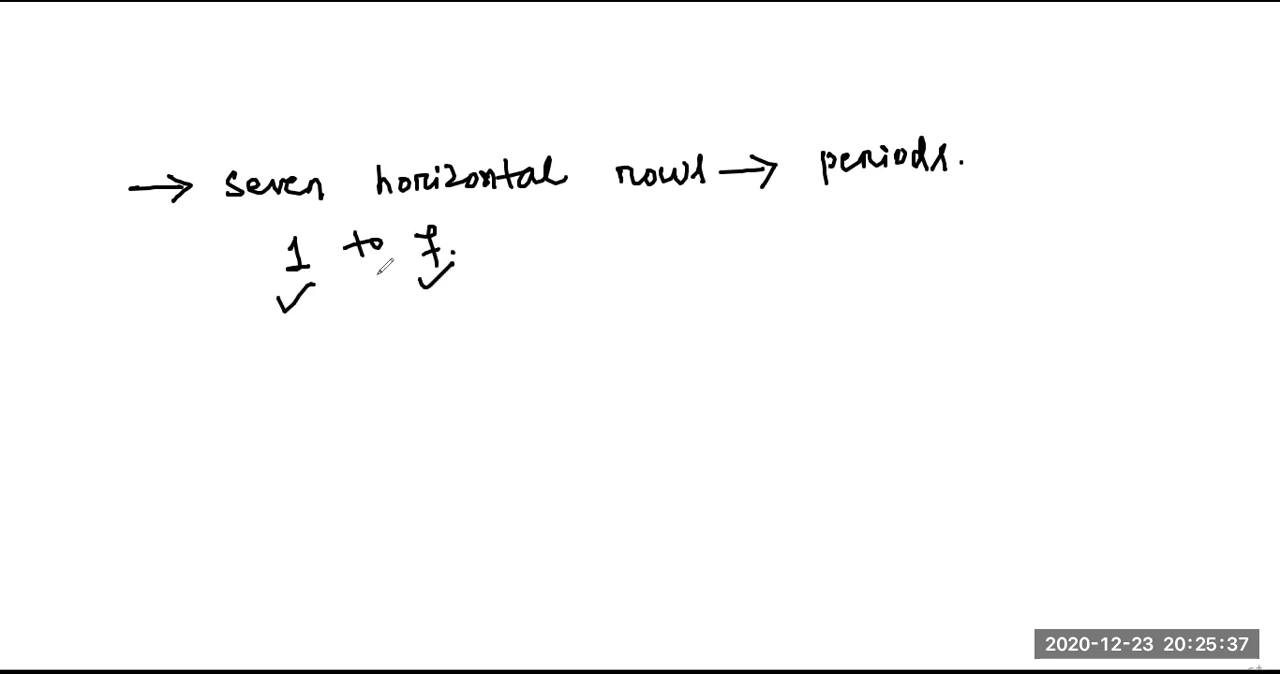 → seven horizontal rows → periods.
1 to 7.
2020-12-23 20:25:37